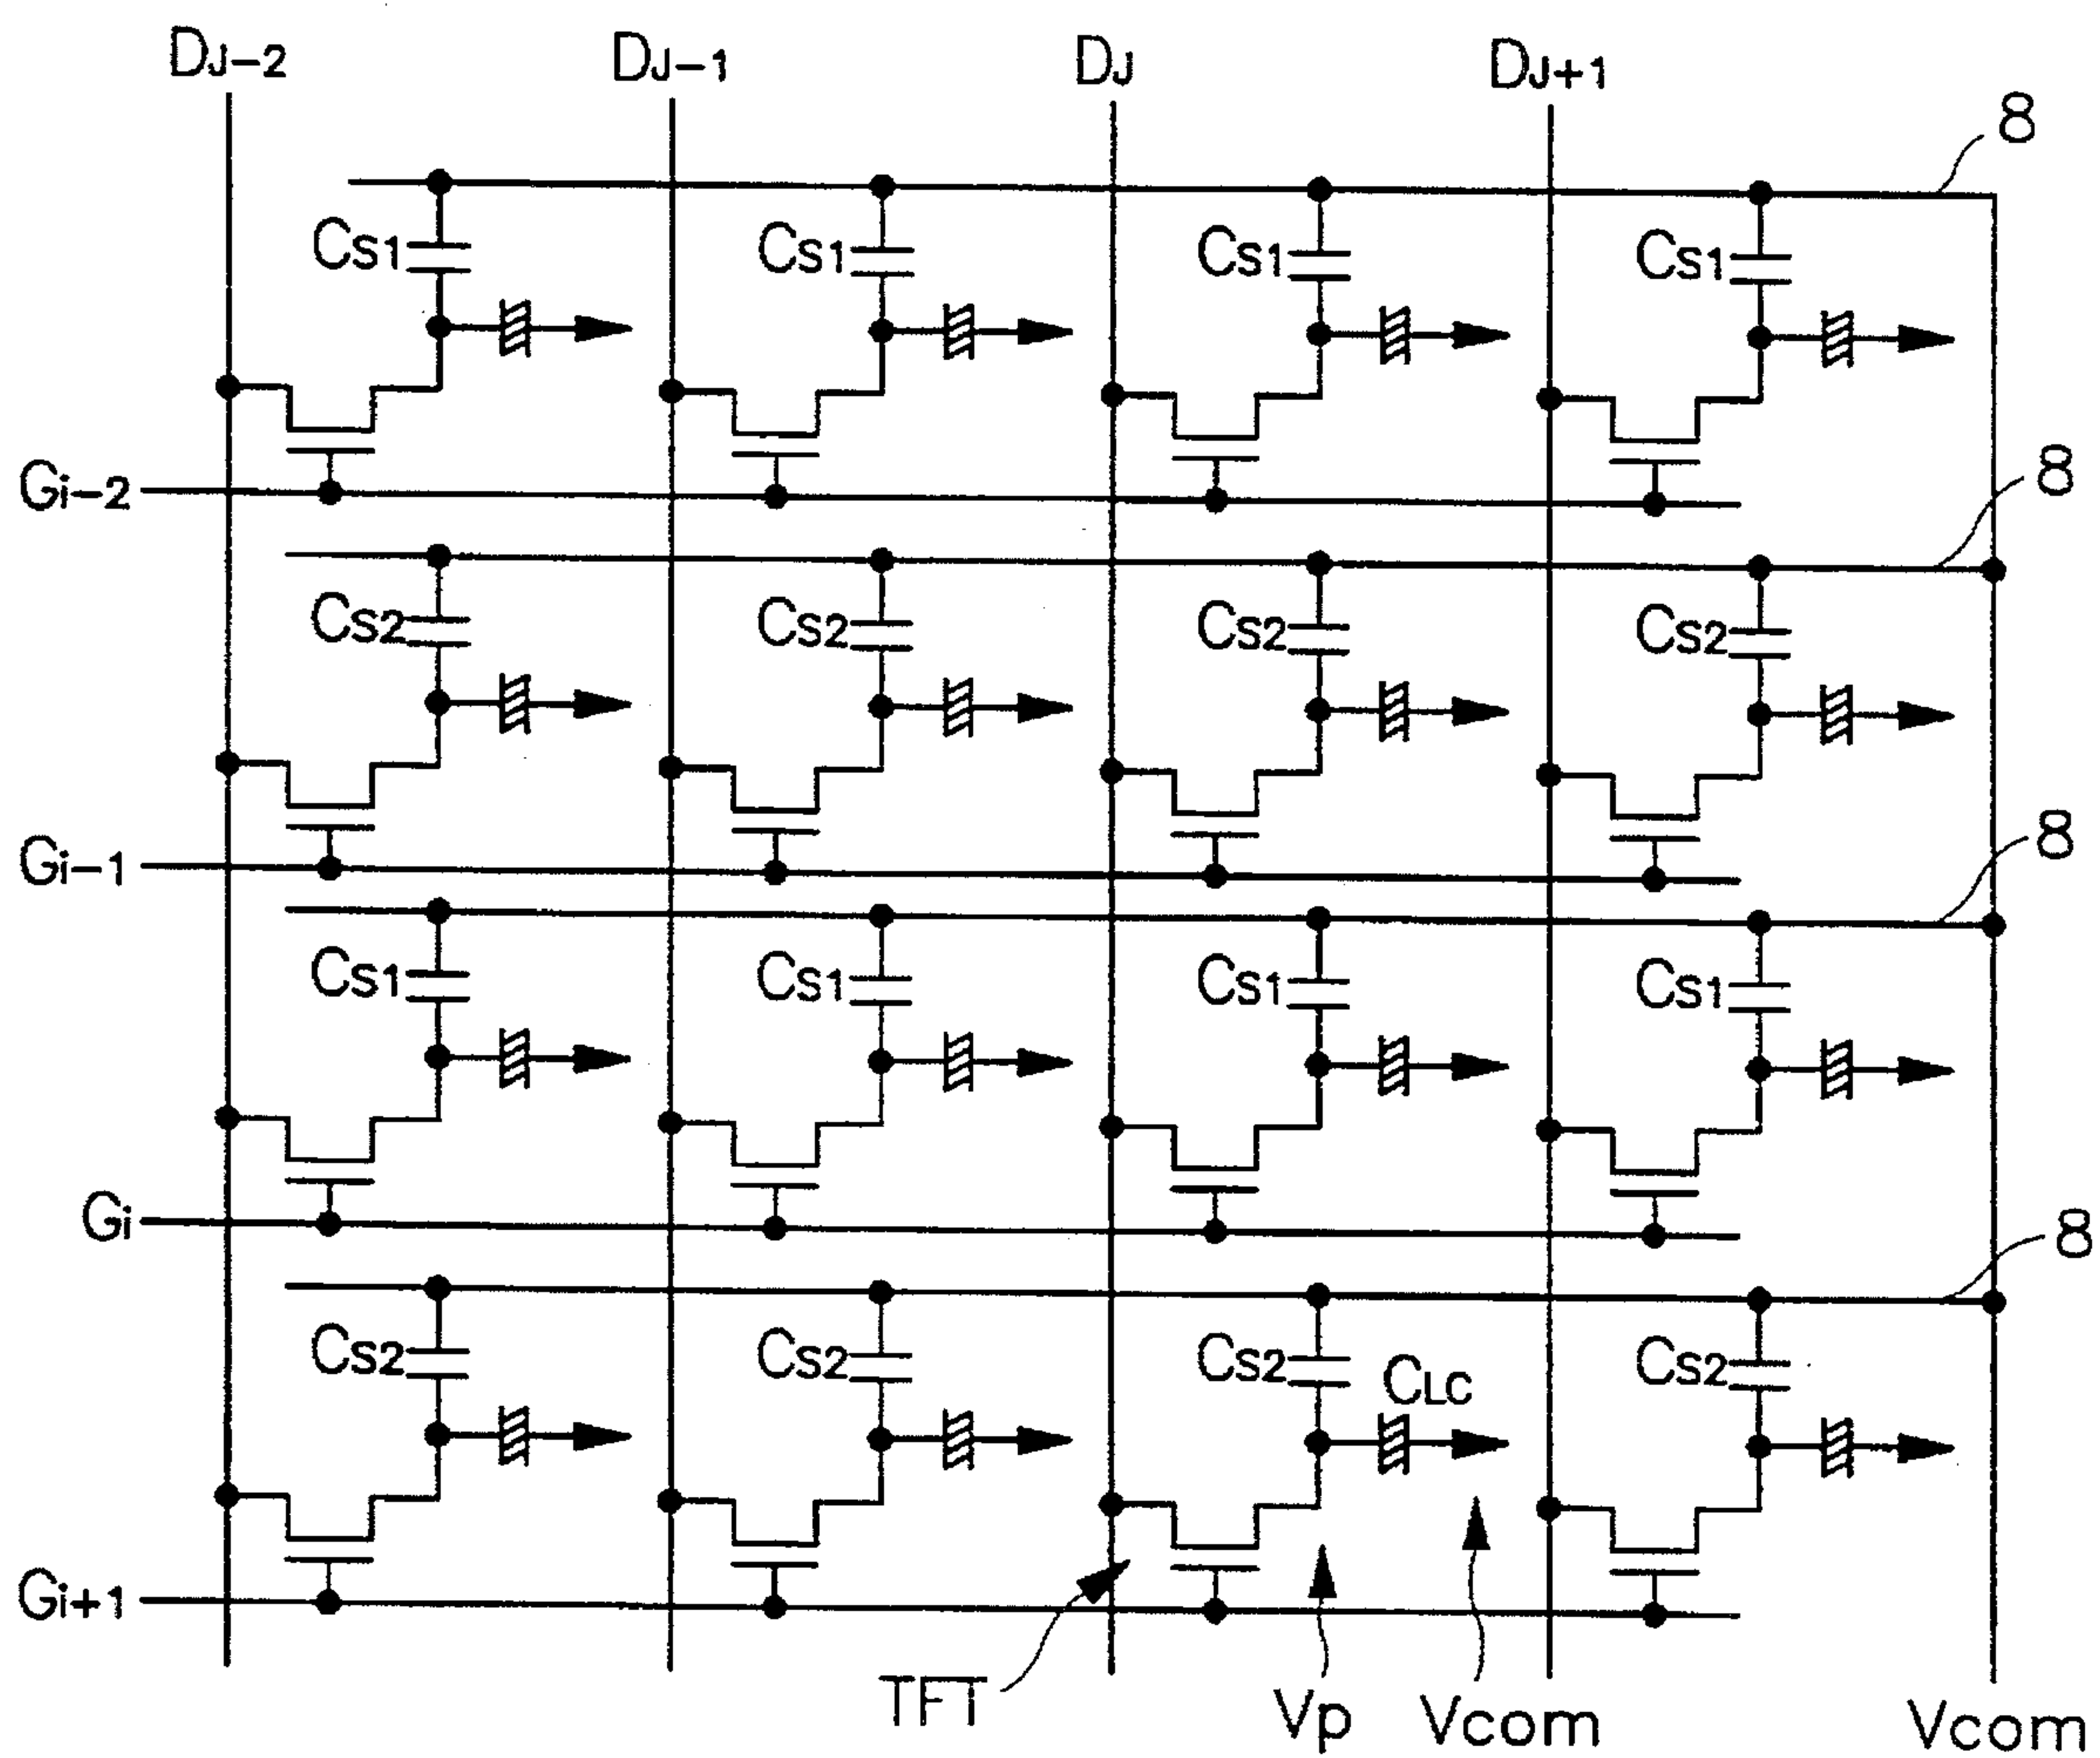 DJ-2 DJ-1 DJ DJ+1
8
CS1 CS1 CS1 CS1
Gi-2
8
CS2 CS2 CS2 CS2
Gi-1
8
CS1 CS1 CS1 CS1
Gi
8
CS2 CS2 CS2 CLC CS2
Gi+1
TFT Vp Vcom Vcom